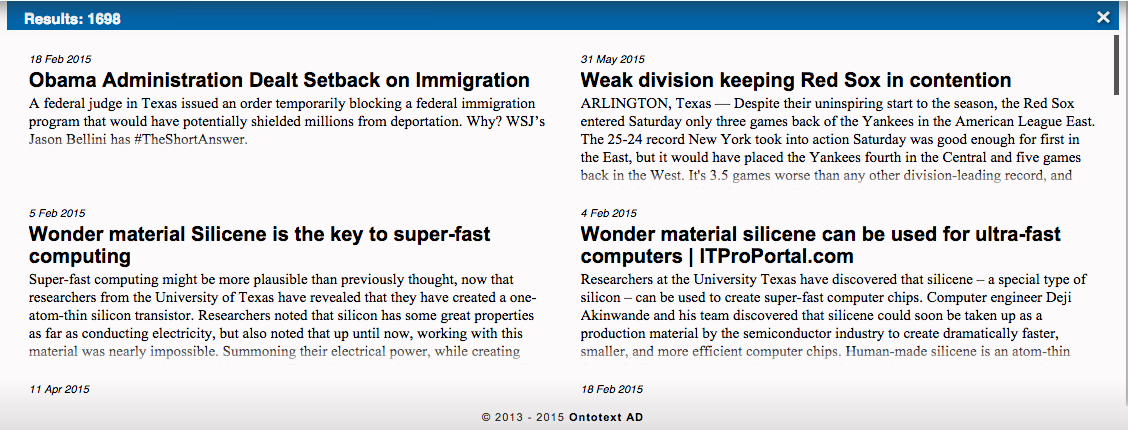 Results: 1698
18 Feb 2015
Obama Administration Dealt Setback on Immigration
A federal judge in Texas issued an order temporarily blocking a federal immigration
program that would have potentially shielded millions from deportation. Why? WSJ's
Jason Bellini has #TheShortAnswer.
31 May 2015
Weak division keeping Red Sox in contention
ARLINGTON, Texas — Despite their uninspiring start to the season, the Red Sox
entered Saturday only three games back of the Yankees in the American League East.
The 25-24 record New York took into action Saturday was good enough for first in
the East, but it would have placed the Yankees fourth in the Central and five games
back in the West. It's 3.5 games worse than any other division-leading record, and
5 Feb 2015
Wonder material Silicene is the key to super-fast
computing
Super-fast computing might be more plausible than previously thought, now that
researchers from the University of Texas have revealed that they have created a one-
atom-thin silicon transistor. Researchers noted that silicon has some great properties
as far as conducting electricity, but also noted that up until now, working with this
material was nearly impossible. Summoning their electrical power, while creating
4 Feb 2015
Wonder material silicene can be used for ultra-fast
computers | ITProPortal.com
Researchers at the University Texas have discovered that silicene – a special type of
silicon – can be used to create super-fast computer chips. Computer engineer Deji
Akinwande and his team discovered that silicene could soon be taken up as a
production material by the semiconductor industry to create dramatically faster,
smaller, and more efficient computer chips. Human-made silicene is an atom-thin
11 Apr 2015
18 Feb 2015
© 2013 - 2015 Ontotext AD